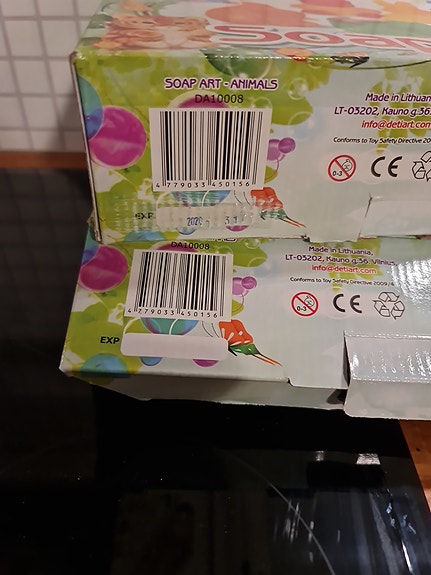 SOAP ART - ANIMALS
DA10008
Made in Lithuania
LT-03202, Kauno g.36
info@detiart.com
Conforms to Toy Safety Directive 200
0-3
CE
4 779033 450156
EXP
DA10008
Made in Lithuania,
LT-03202, Kauno g.36, Vilnius,
info@detiart.com
Conforms to Toy Safety Directive 2009/4
0-3
CE
4 779033 450156
EXP